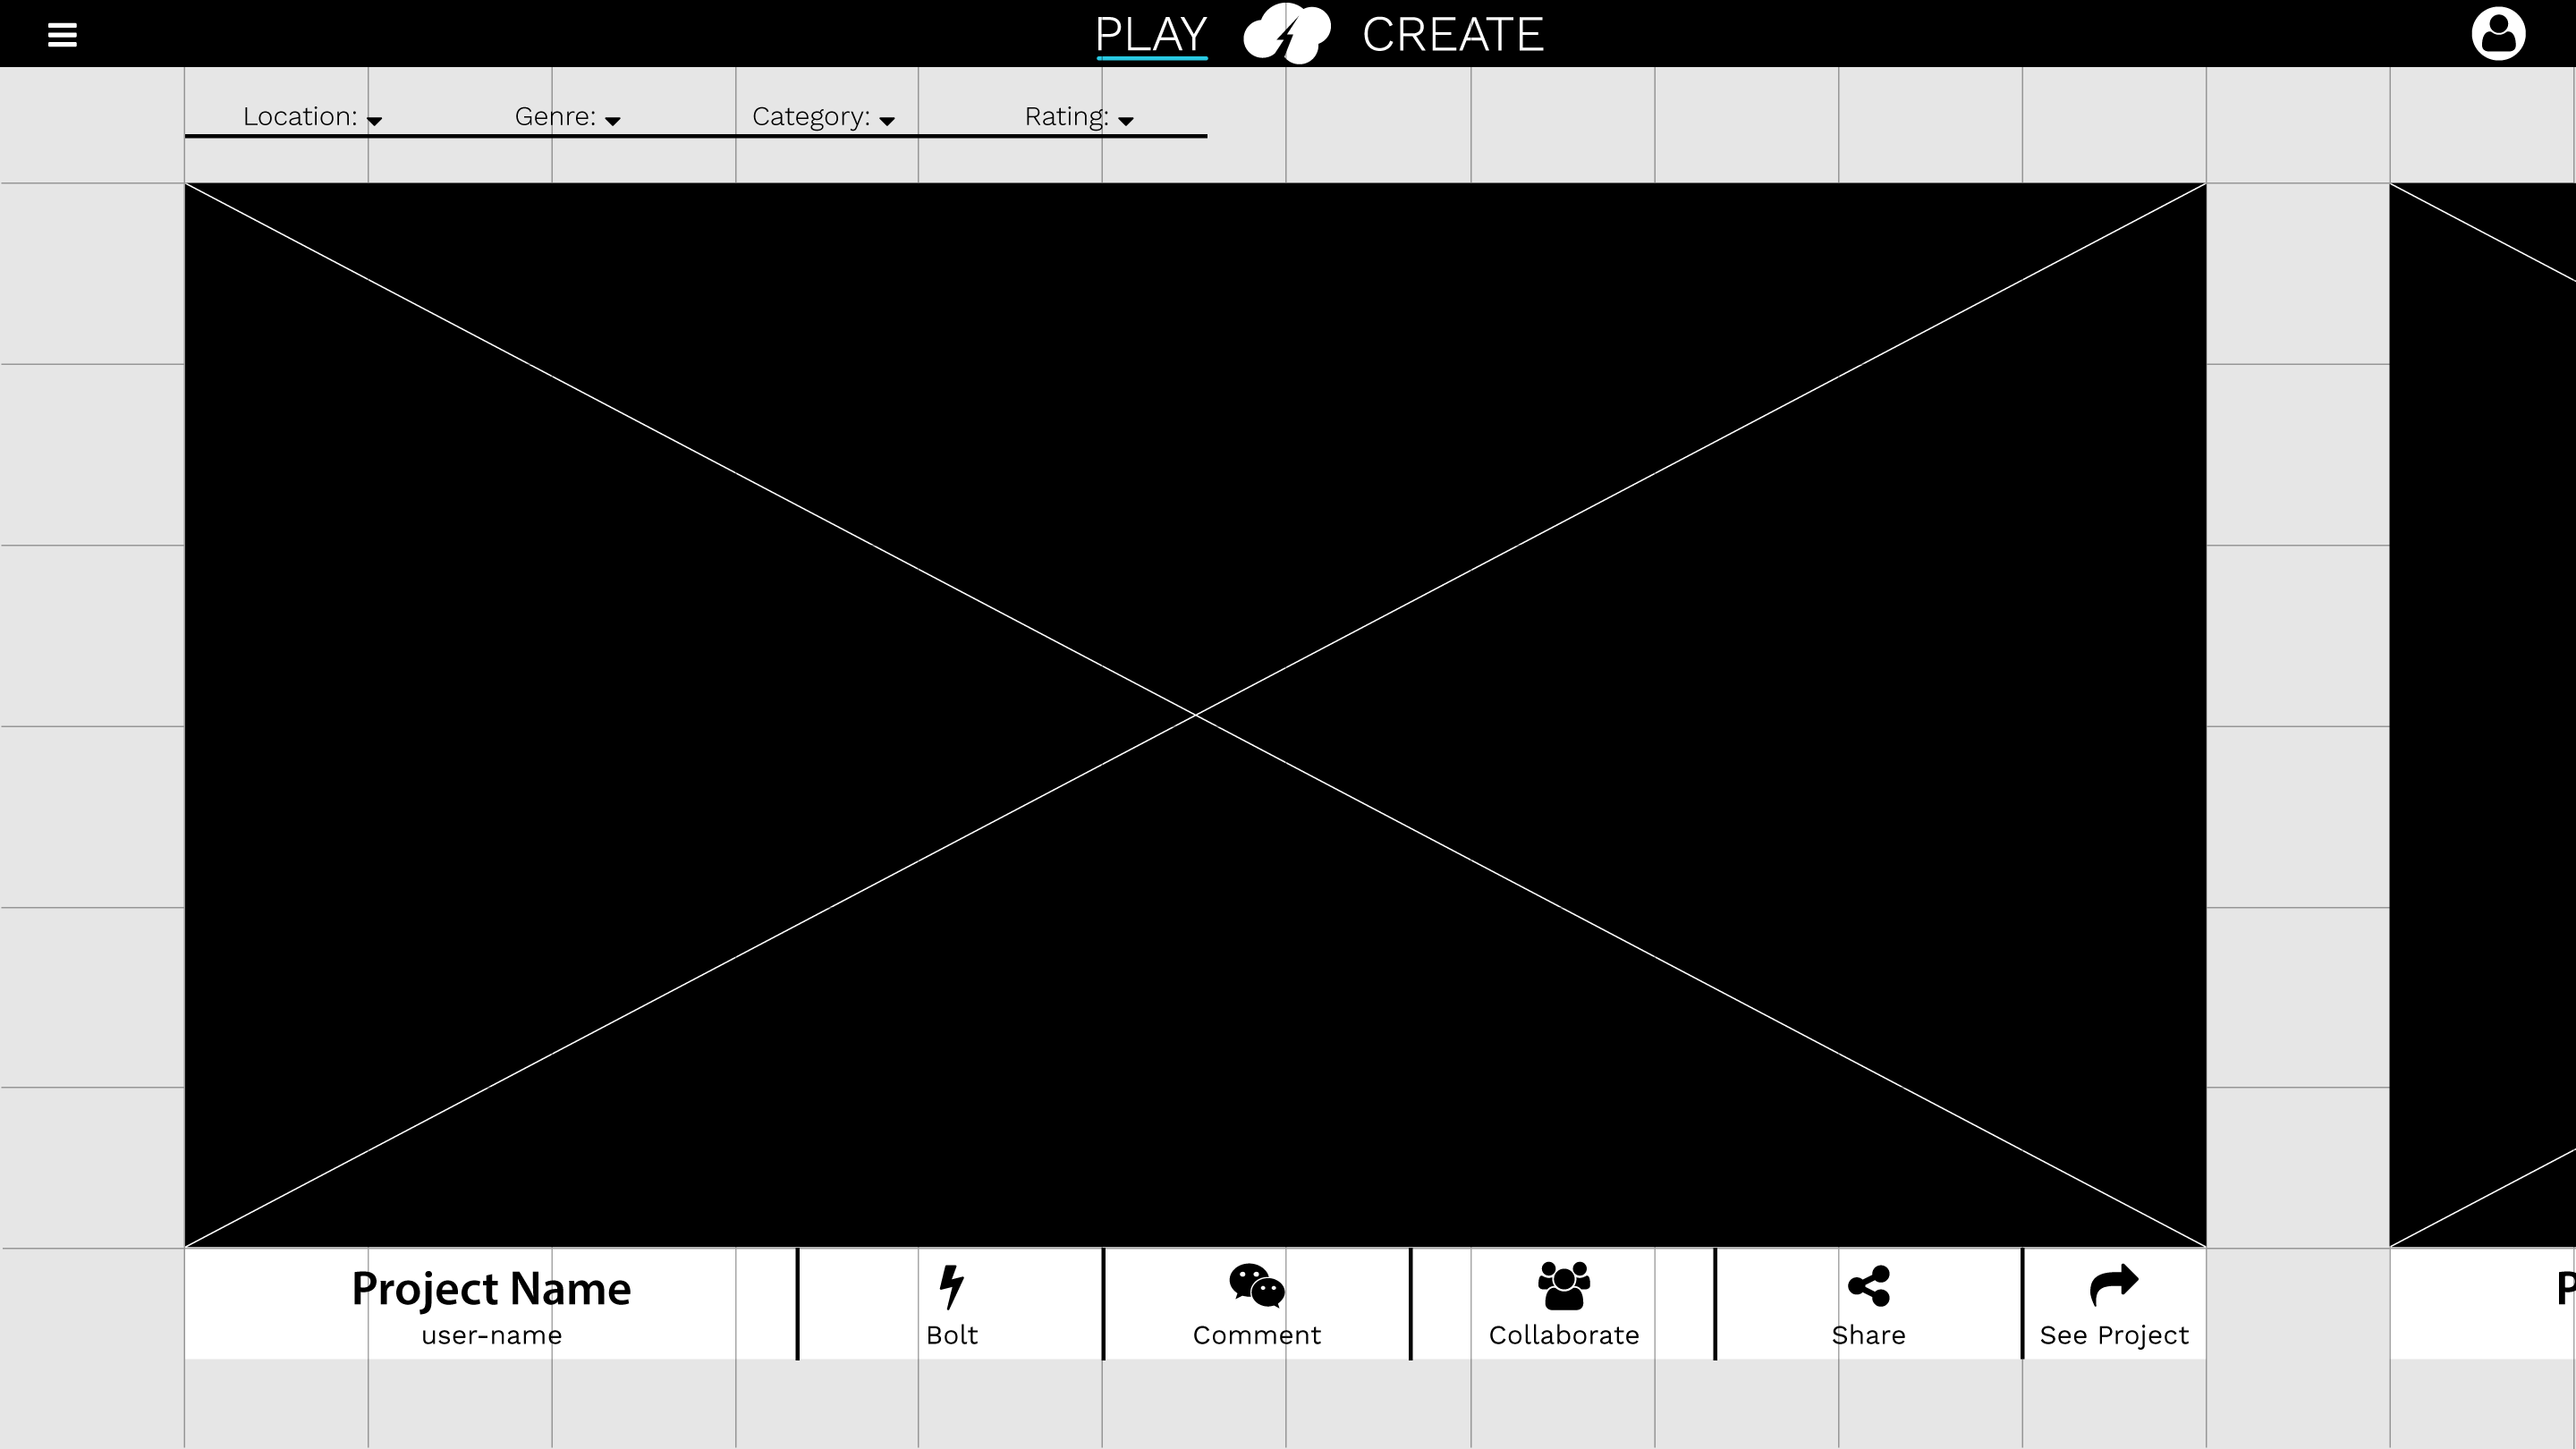 PLAY CREATE
Location: Genre: Category: Rating:
Project Name
user-name
Bolt
Comment
Collaborate
Share
See Project
P